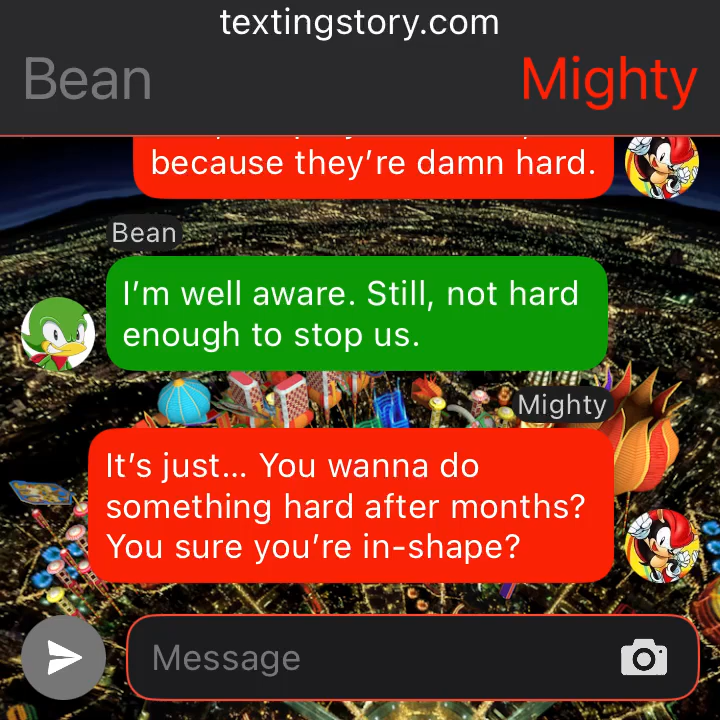 textingstory.com
Bean
Mighty
because they’re damn hard.
Bean
I’m well aware. Still, not hard
enough to stop us.
Mighty
It’s just... You wanna do
something hard after months?
You sure you’re in-shape?
Message